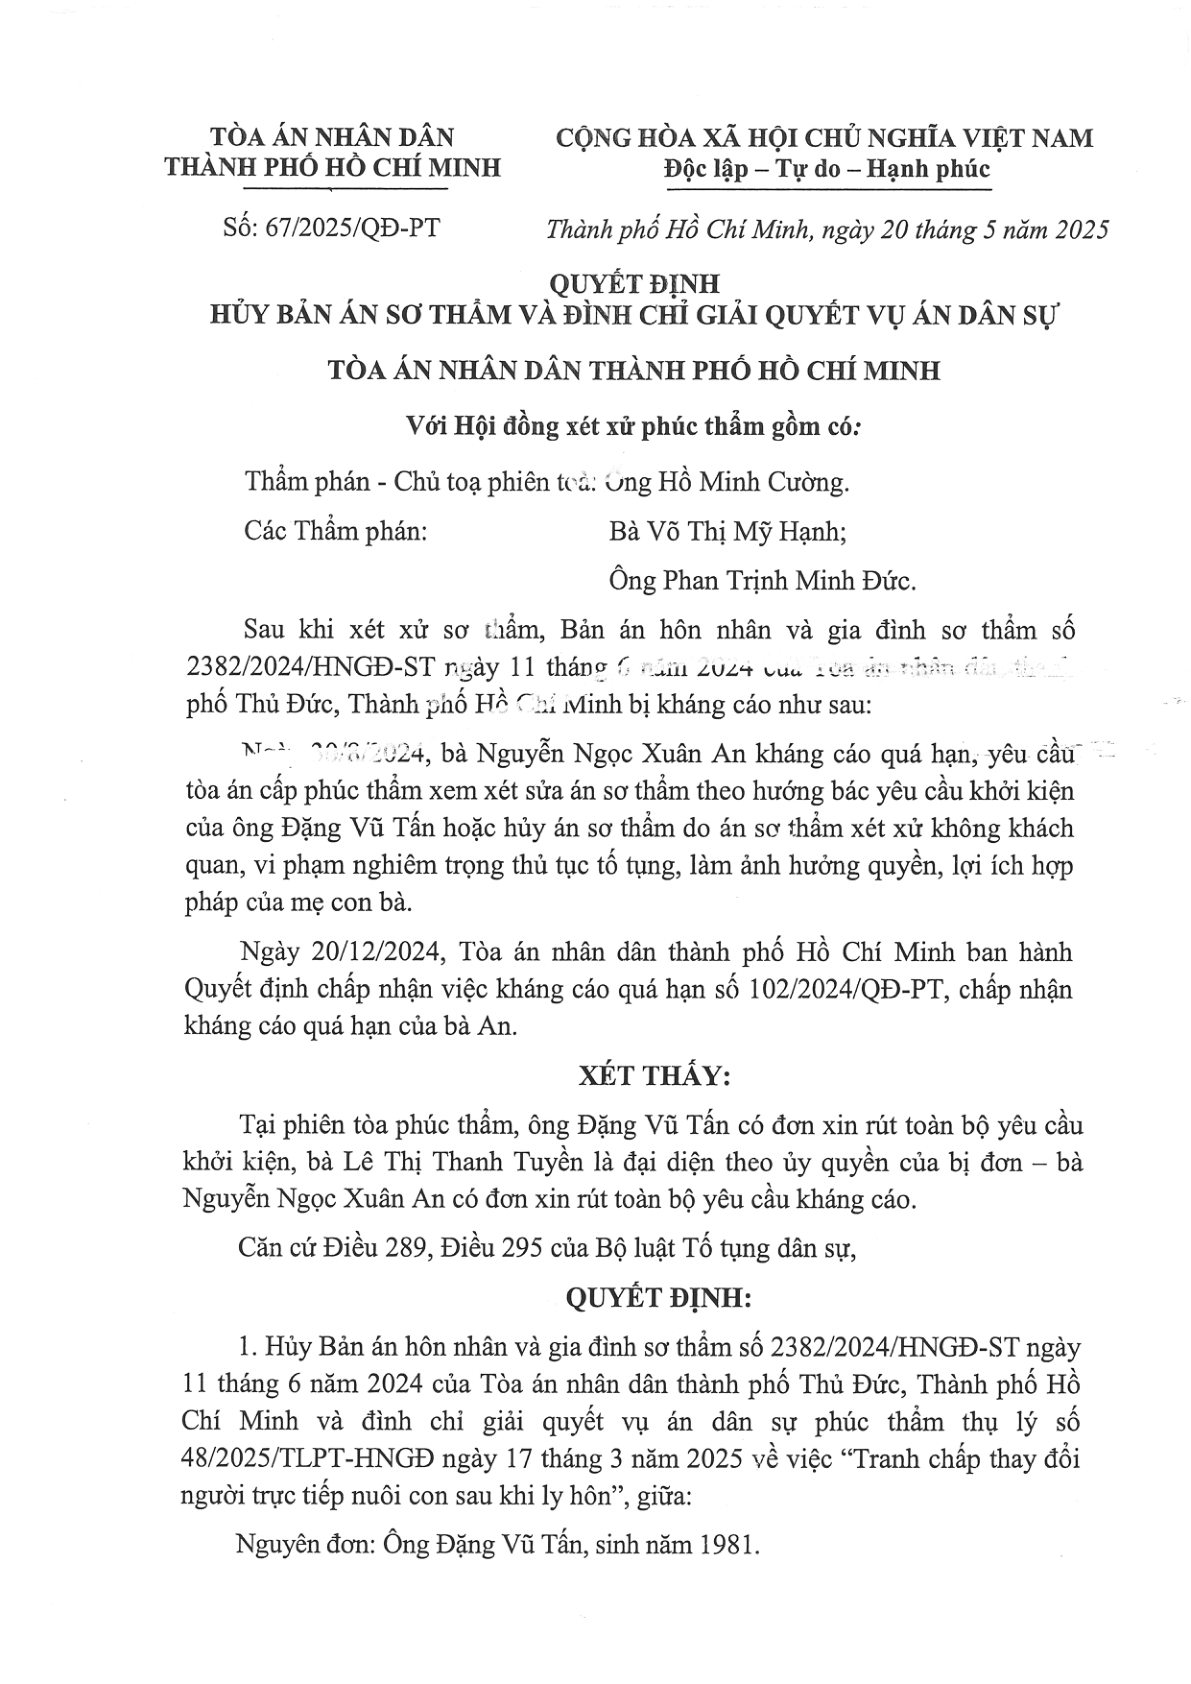 TÒA ÁN NHÂN DÂN
THÀNH PHỐ HỒ CHÍ MINH
CỘNG HÒA XÃ HỘI CHỦ NGHĨA VIỆT NAM
Độc lập – Tự do – Hạnh phúc
Số: 67/2025/QĐ-PT
Thành phố Hồ Chí Minh, ngày 20 tháng 5 năm 2025
QUYẾT ĐỊNH
HỦY BẢN ÁN SƠ THẨM VÀ ĐÌNH CHỈ GIẢI QUYẾT VỤ ÁN DÂN SỰ
TÒA ÁN NHÂN DÂN THÀNH PHỐ HỒ CHÍ MINH
Với Hội đồng xét xử phúc thẩm gồm có:
Thẩm phán - Chủ toạ phiên toà: Ông Hồ Minh Cường.
Các Thẩm phán: Bà Võ Thị Mỹ Hạnh;
Ông Phan Trịnh Minh Đức.
Sau khi xét xử sơ thẩm, Bản án hôn nhân và gia đình sơ thẩm số
2382/2024/HNGĐ-ST ngày 11 tháng 6 năm 2024 của Tòa án nhân dân thành
phố Thủ Đức, Thành phố Hồ Chí Minh bị kháng cáo như sau:
Ngày /8/2024, bà Nguyễn Ngọc Xuân An kháng cáo quá hạn, yêu cầu
tòa án cấp phúc thẩm xem xét sửa án sơ thẩm theo hướng bác yêu cầu khởi kiện
của ông Đặng Vũ Tấn hoặc hủy án sơ thẩm do án sơ thẩm xét xử không khách
quan, vi phạm nghiêm trọng thủ tục tố tụng, làm ảnh hưởng quyền, lợi ích hợp
pháp của mẹ con bà.
Ngày 20/12/2024, Tòa án nhân dân thành phố Hồ Chí Minh ban hành
Quyết định chấp nhận việc kháng cáo quá hạn số 102/2024/QĐ-PT, chấp nhận
kháng cáo quá hạn của bà An.
XÉT THẤY:
Tại phiên tòa phúc thẩm, ông Đặng Vũ Tấn có đơn xin rút toàn bộ yêu cầu
khởi kiện, bà Lê Thị Thanh Tuyền là đại diện theo ủy quyền của bị đơn – bà
Nguyễn Ngọc Xuân An có đơn xin rút toàn bộ yêu cầu kháng cáo.
Căn cứ Điều 289, Điều 295 của Bộ luật Tố tụng dân sự,
QUYẾT ĐỊNH:
1. Hủy Bản án hôn nhân và gia đình sơ thẩm số 2382/2024/HNGĐ-ST ngày
11 tháng 6 năm 2024 của Tòa án nhân dân thành phố Thủ Đức, Thành phố Hồ
Chí Minh và đình chỉ giải quyết vụ án dân sự phúc thẩm thụ lý số
48/2025/TLPT-HNGĐ ngày 17 tháng 3 năm 2025 về việc “Tranh chấp thay đổi
người trực tiếp nuôi con sau khi ly hôn”, giữa:
Nguyên đơn: Ông Đặng Vũ Tấn, sinh năm 1981.